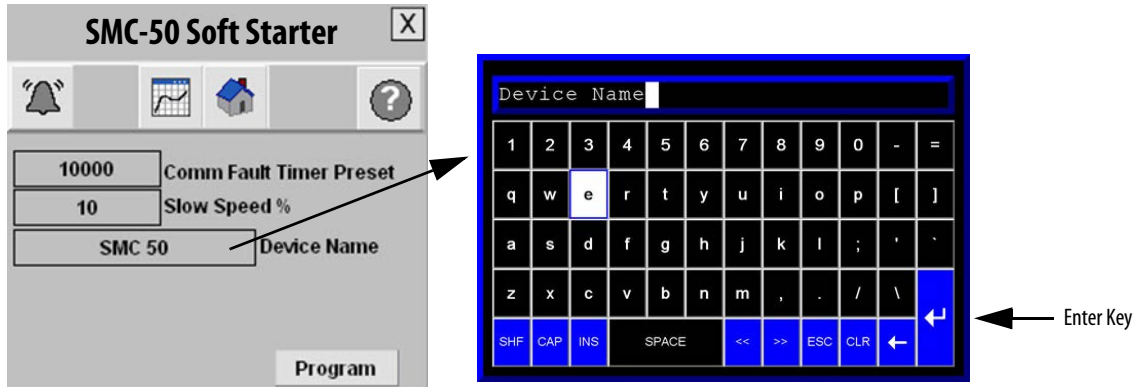 SMC-50 Soft Starter X
?
10000 Comm Fault Timer Preset
10 Slow Speed %
SMC 50 Device Name
Program
Device Name
1 2 3 4 5 6 7 8 9 0 - =
q w e r t y u i o p [ ]
a s d f g h j k l ; ' `
z x c v b n m , . / \
SHF CAP INS SPACE << >> ESC CLR ←
↵
Enter Key